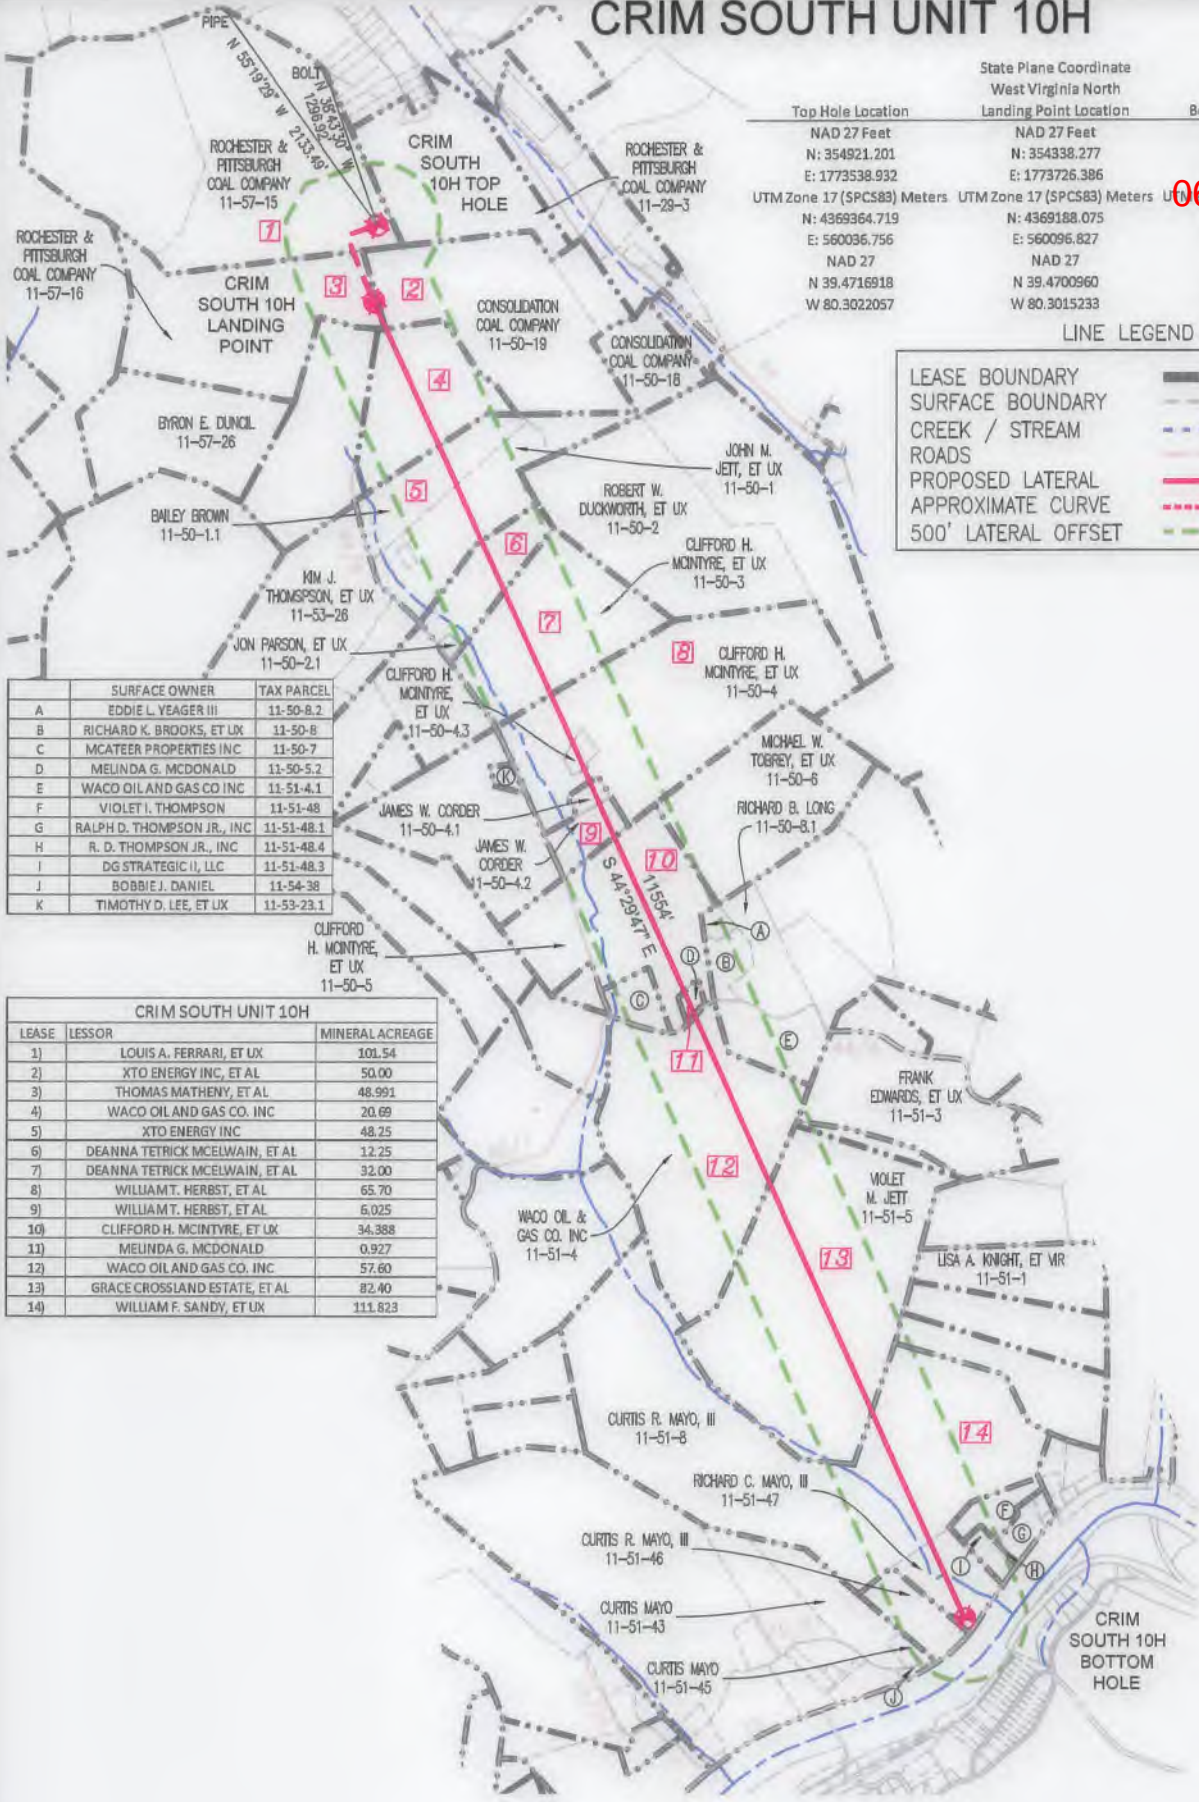 CRIM SOUTH UNIT 10H
State Plane Coordinate
West Virginia North
Top Hole Location Landing Point Location
NAD 27 Feet NAD 27 Feet
N: 354921.201 N: 354338.277
E: 1773538.932 E: 1773726.386
UTM Zone 17 (SPCS83) Meters UTM Zone 17 (SPCS83) Meters
N: 4369364.719 N: 4369188.075
E: 560036.756 E: 560096.827
NAD 27 NAD 27
N 39.4716918 N 39.4700960
W 80.3022057 W 80.3015233
06
LINE LEGEND
LEASE BOUNDARY
SURFACE BOUNDARY
CREEK / STREAM
ROADS
PROPOSED LATERAL
APPROXIMATE CURVE
500' LATERAL OFFSET
PIPE
N 55°19'29" W 2133.49'
BOLT
N 35°43'30" W
1296.92'
ROCHESTER &
PITTSBURGH
COAL COMPANY
11-57-15
CRIM
SOUTH
10H TOP
HOLE
ROCHESTER &
PITTSBURGH
COAL COMPANY
11-29-3
ROCHESTER &
PITTSBURGH
COAL COMPANY
11-57-16
1
CRIM
SOUTH 10H
LANDING
POINT
3
2
CONSOLIDATION
COAL COMPANY
11-50-19
CONSOLIDATION
COAL COMPANY
11-50-18
4
BYRON E. DUNCIL
11-57-26
JOHN M.
JETT, ET UX
11-50-1
5
BAILEY BROWN
11-50-1.1
ROBERT W.
DUCKWORTH, ET UX
11-50-2
6
CLIFFORD H.
MCINTYRE, ET UX
11-50-3
KIM J.
THOMSPSON, ET UX
11-53-26
7
JON PARSON, ET UX
11-50-2.1
8
CLIFFORD H.
MCINTYRE, ET UX
11-50-4
CLIFFORD H.
MCINTYRE,
ET UX
11-50-4.3
SURFACE OWNER TAX PARCEL
A EDDIE L. YEAGER III 11-50-8.2
B RICHARD K. BROOKS, ET UX 11-50-8
C MCATEER PROPERTIES INC 11-50-7
D MELINDA G. MCDONALD 11-50-5.2
E WACO OIL AND GAS CO INC 11-51-4.1
F VIOLET I. THOMPSON 11-51-48
G RALPH D. THOMPSON JR., INC 11-51-48.1
H R. D. THOMPSON JR., INC 11-51-48.4
I DG STRATEGIC II, LLC 11-51-48.3
J BOBBIE J. DANIEL 11-54-38
K TIMOTHY D. LEE, ET UX 11-53-23.1
MICHAEL W.
TOBREY, ET UX
11-50-6
K
JAMES W. CORDER
11-50-4.1
RICHARD B. LONG
11-50-8.1
9
JAMES W.
CORDER
11-50-4.2
10
S 44°29'47" E
11554'
CLIFFORD
H. MCINTYRE,
ET UX
11-50-5
A
D
B
C
E
11
CRIM SOUTH UNIT 10H
LEASE LESSOR MINERAL ACREAGE
1) LOUIS A. FERRARI, ET UX 101.54
2) XTO ENERGY INC, ET AL 50.00
3) THOMAS MATHENY, ET AL 48.991
4) WACO OIL AND GAS CO. INC 20.69
5) XTO ENERGY INC 48.25
6) DEANNA TETRICK MCELWAIN, ET AL 12.25
7) DEANNA TETRICK MCELWAIN, ET AL 32.00
8) WILLIAM T. HERBST, ET AL 65.70
9) WILLIAM T. HERBST, ET AL 6.025
10) CLIFFORD H. MCINTYRE, ET UX 34.388
11) MELINDA G. MCDONALD 0.927
12) WACO OIL AND GAS CO. INC 57.60
13) GRACE CROSSLAND ESTATE, ET AL 82.40
14) WILLIAM F. SANDY, ET UX 111.823
FRANK
EDWARDS, ET UX
11-51-3
12
VIOLET
M. JETT
11-51-5
WACO OIL &
GAS CO. INC
11-51-4
13
LISA A. KNIGHT, ET VIR
11-51-1
CURTIS R. MAYO, III
11-51-8
14
RICHARD C. MAYO, III
11-51-47
F
G
CURTIS R. MAYO, III
11-51-46
I
H
CURTIS MAYO
11-51-43
CRIM
SOUTH 10H
BOTTOM
HOLE
CURTIS MAYO
11-51-45
J